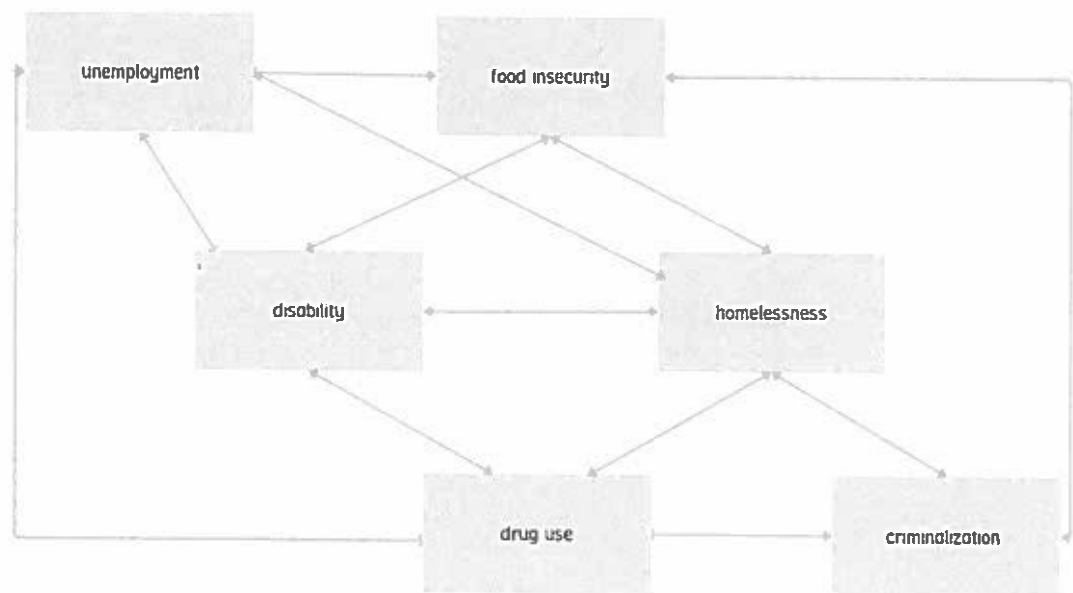 unemployment
food insecurity
disability
homelessness
drug use
criminalization